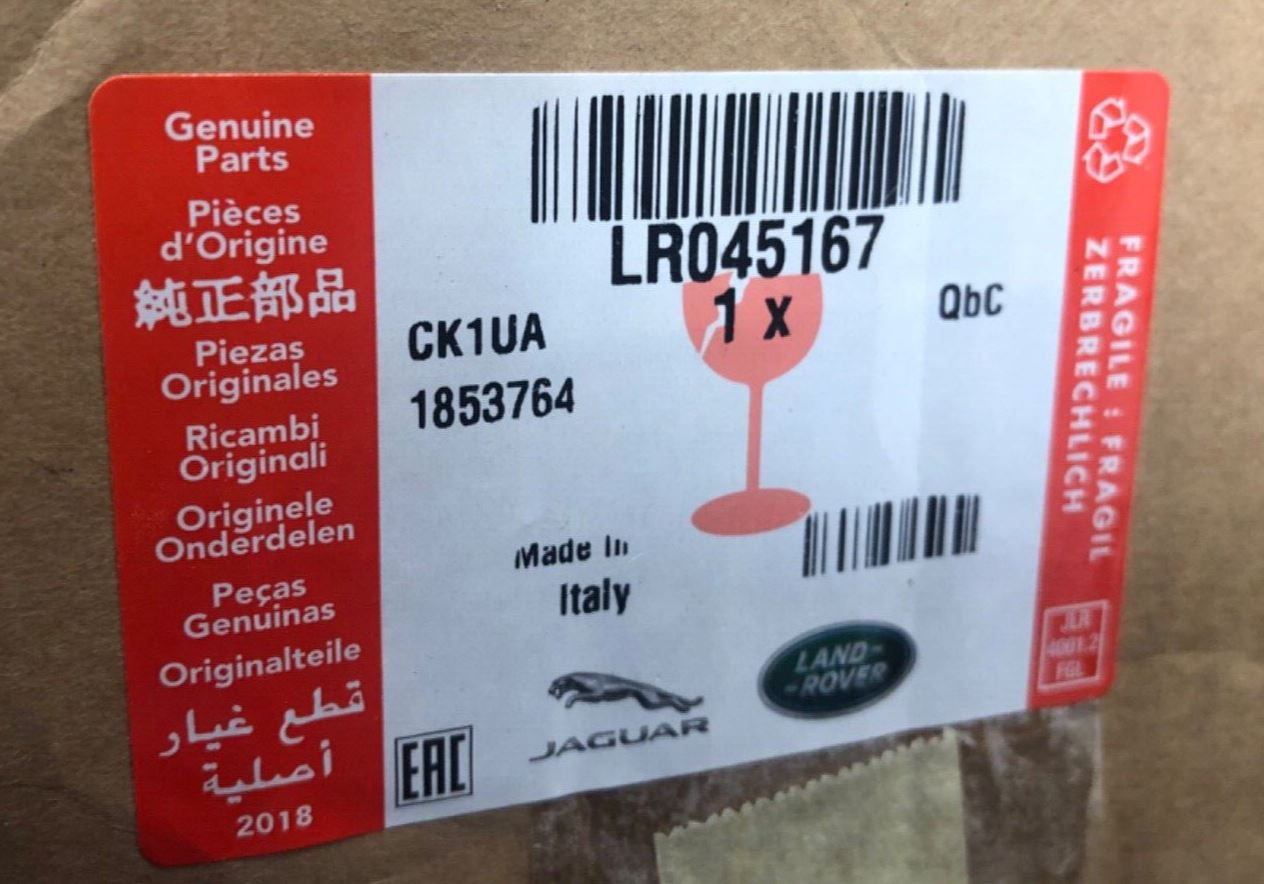 Genuine
Parts
Pièces
d'Origine
純正部品
Piezas
Originales
Ricambi
Originali
Originele
Onderdelen
Peças
Genuinas
Originalteile
قطع غيار
أصلية
2018
LR045167
1 x
QbC
CK1UA
1853764
Made In
Italy
JAGUAR
LAND-
-ROVER
EAC
FRAGILE : FRAGIL
ZERBRECHLICH
JLR
4001.2
FGL